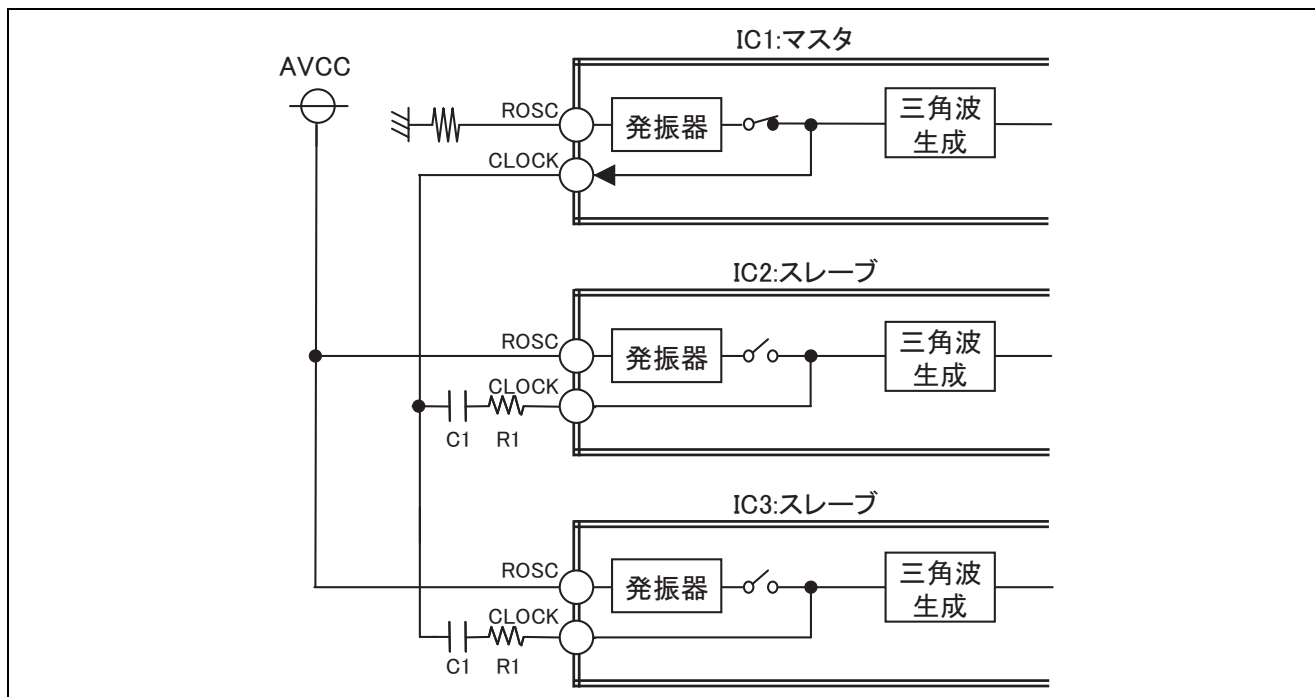 IC1:マスタ
AVCC
ROSC
発振器
三角波
生成
CLOCK
IC2:スレーブ
ROSC
発振器
三角波
生成
CLOCK
C1
R1
IC3:スレーブ
ROSC
発振器
三角波
生成
CLOCK
C1
R1